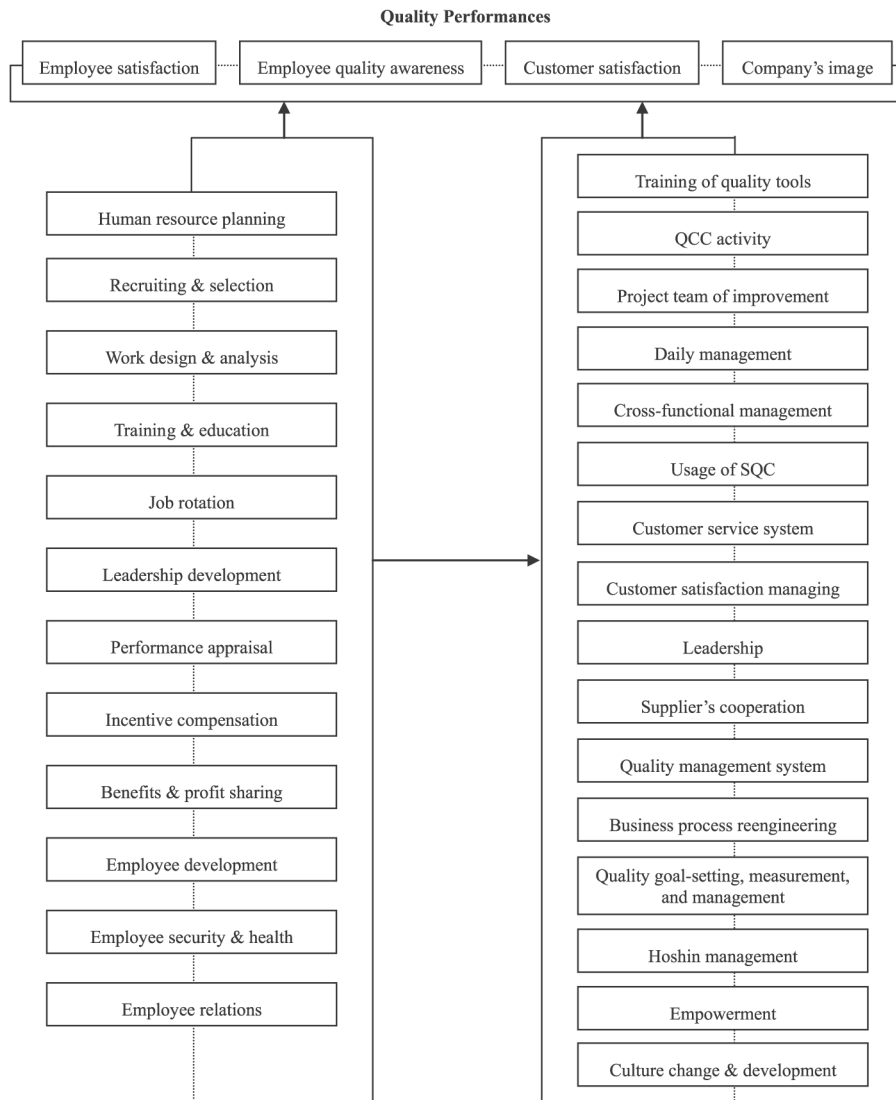 Quality Performances
Employee satisfaction
Employee quality awareness
Customer satisfaction
Company’s image
Human resource planning
Recruiting & selection
Work design & analysis
Training & education
Job rotation
Leadership development
Performance appraisal
Incentive compensation
Benefits & profit sharing
Employee development
Employee security & health
Employee relations
Training of quality tools
QCC activity
Project team of improvement
Daily management
Cross-functional management
Usage of SQC
Customer service system
Customer satisfaction managing
Leadership
Supplier’s cooperation
Quality management system
Business process reengineering
Quality goal-setting, measurement,
and management
Hoshin management
Empowerment
Culture change & development